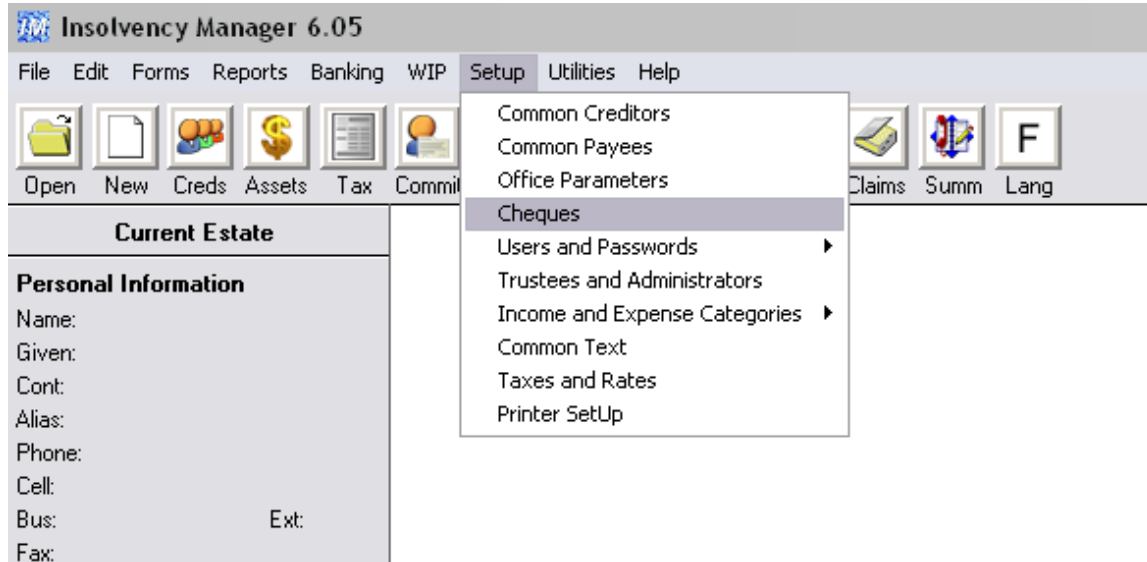 Insolvency Manager 6.05
File Edit Forms Reports Banking WIP Setup Utilities Help
Common Creditors
Common Payees
Office Parameters
Cheques
Users and Passwords
Trustees and Administrators
Income and Expense Categories
Common Text
Taxes and Rates
Printer SetUp
F
Open New Creds Assets Tax Commit Claims Summ Lang
Current Estate
Personal Information
Name:
Given:
Cont:
Alias:
Phone:
Cell:
Bus: Ext:
Fax: